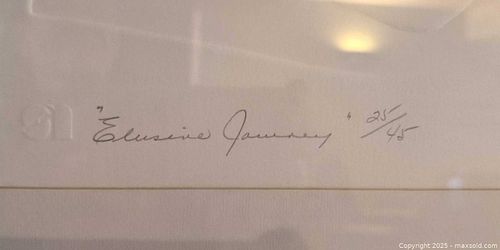 "Elusive Journey" 25/45
Copyright © 2025 - maxsold.com